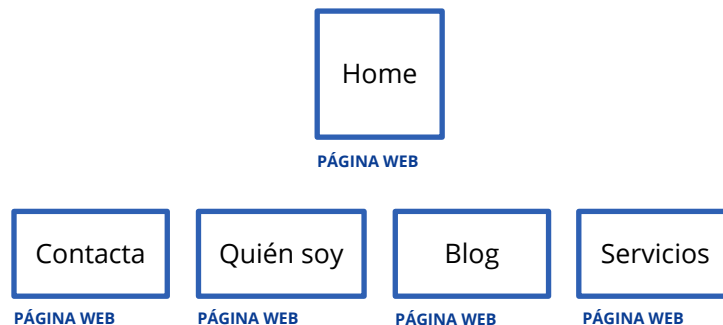 Home
PÁGINA WEB
Contacta
Quién soy
Blog
Servicios
PÁGINA WEB
PÁGINA WEB
PÁGINA WEB
PÁGINA WEB